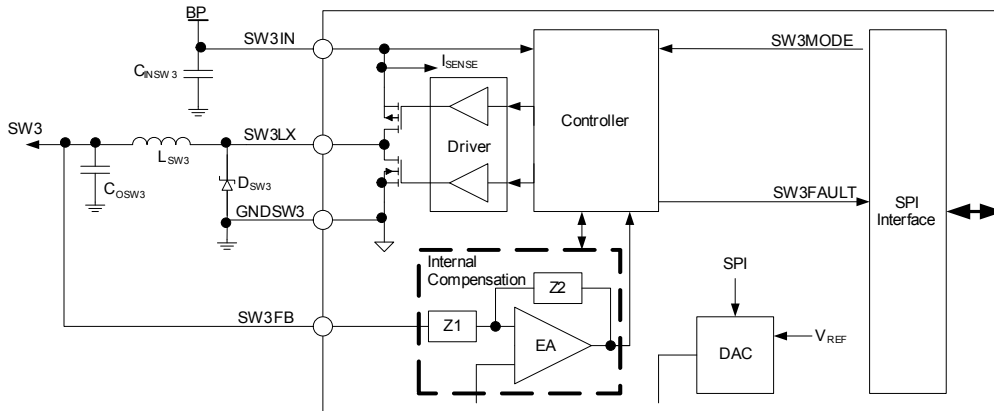 BP
SW3IN
SW3MODE
CINSW3
ISENSE
Controller
SW3
SW3LX
Driver
LSW3
COSW3
DSW3
SW3FAULT
GNDSW3
SPI
Interface
Internal
Compensation
Z2
SPI
SW3FB
Z1
EA
DAC
VREF